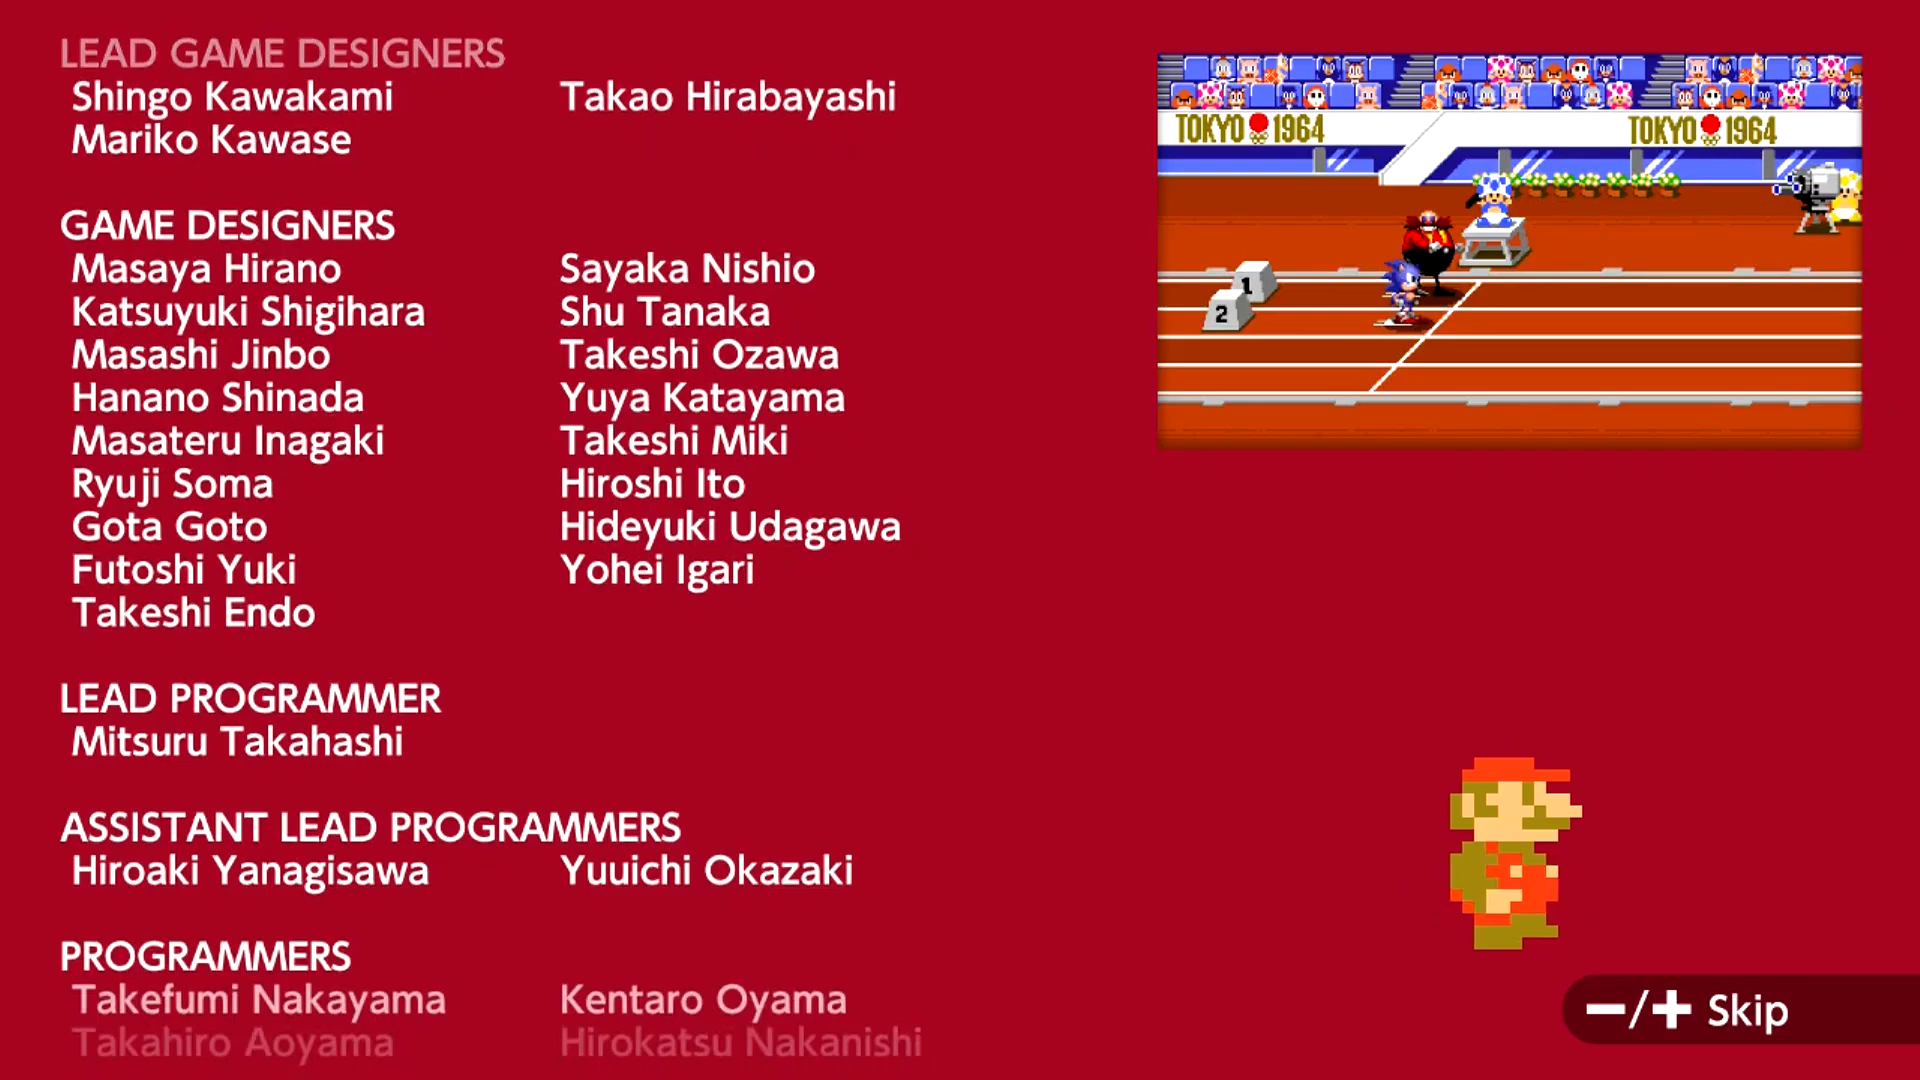 LEAD GAME DESIGNERS
Shingo Kawakami Takao Hirabayashi
Mariko Kawase
GAME DESIGNERS
Masaya Hirano Sayaka Nishio
Katsuyuki Shigihara Shu Tanaka
Masashi Jinbo Takeshi Ozawa
Hanano Shinada Yuya Katayama
Masateru Inagaki Takeshi Miki
Ryuji Soma Hiroshi Ito
Gota Goto Hideyuki Udagawa
Futoshi Yuki Yohei Igari
Takeshi Endo
LEAD PROGRAMMER
Mitsuru Takahashi
ASSISTANT LEAD PROGRAMMERS
Hiroaki Yanagisawa Yuuichi Okazaki
PROGRAMMERS
Takefumi Nakayama Kentaro Oyama
Takahiro Aoyama Hirokatsu Nakanishi
TOKYO 1964 TOKYO 1964
1
2
−/+ Skip